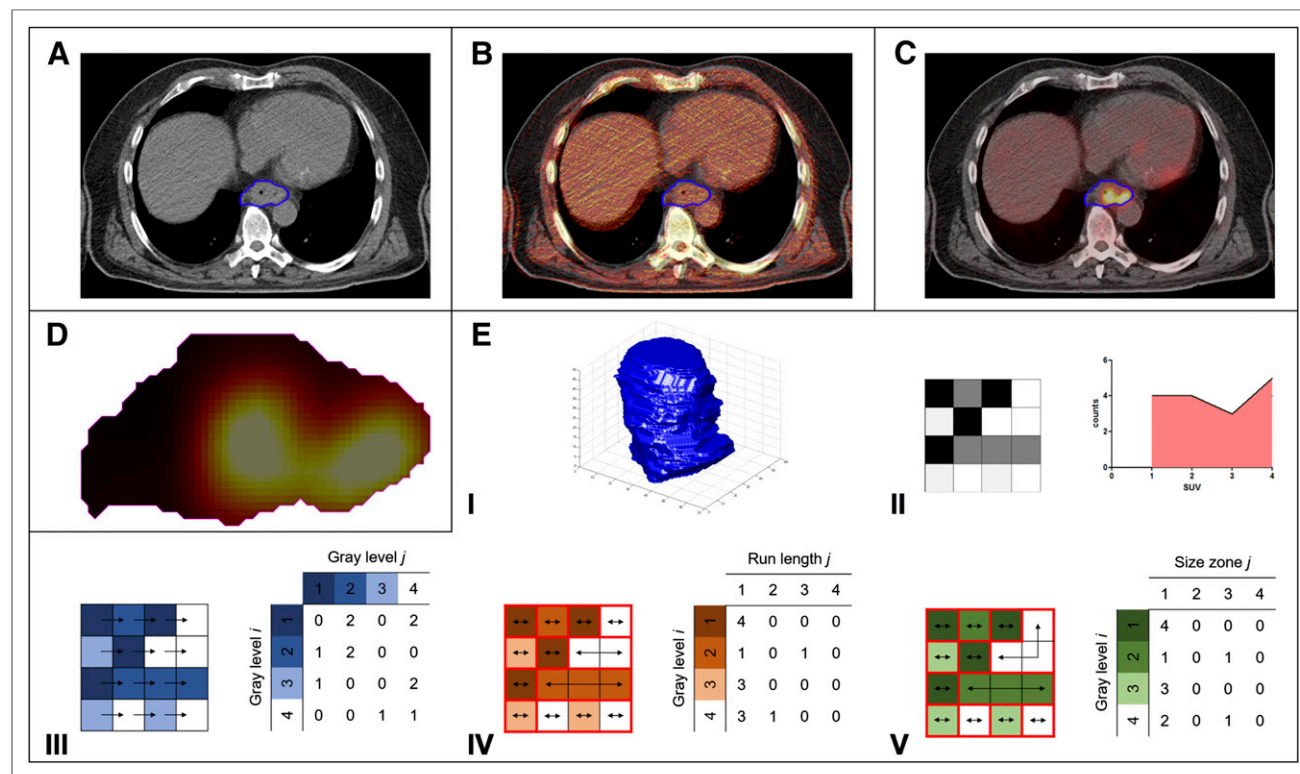 A
B
C
D
E
I
6
4
2
0
counts
0 1 2 3 4
SUV
II
Gray level j
1 2 3 4
Gray level i
1 0 2 0 2
2 1 2 0 0
3 1 0 0 2
4 0 0 1 1
III
Run length j
1 2 3 4
Gray level i
1 4 0 0 0
2 1 0 1 0
3 3 0 0 0
4 3 1 0 0
IV
Size zone j
1 2 3 4
Gray level i
1 4 0 0 0
2 1 0 1 0
3 3 0 0 0
4 2 0 1 0
V